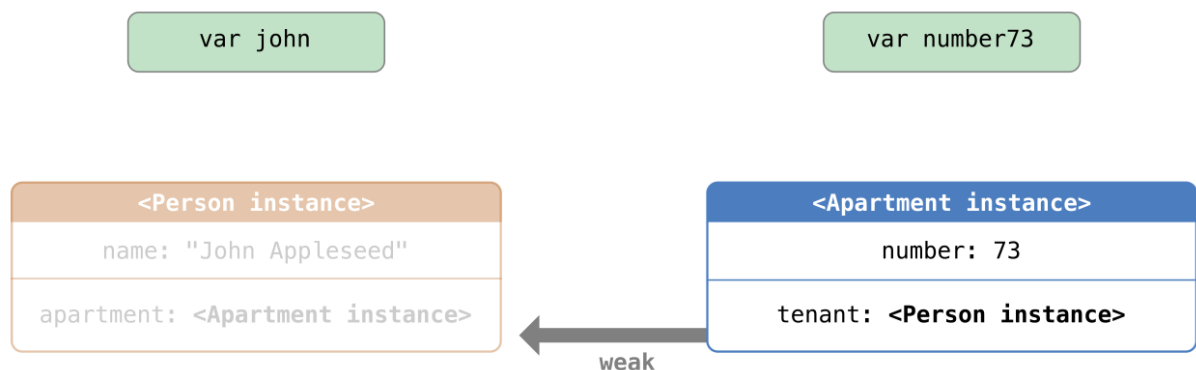 var john
var number73
<Person instance>
name: "John Appleseed"
apartment: <Apartment instance>
<Apartment instance>
number: 73
tenant: <Person instance>
weak